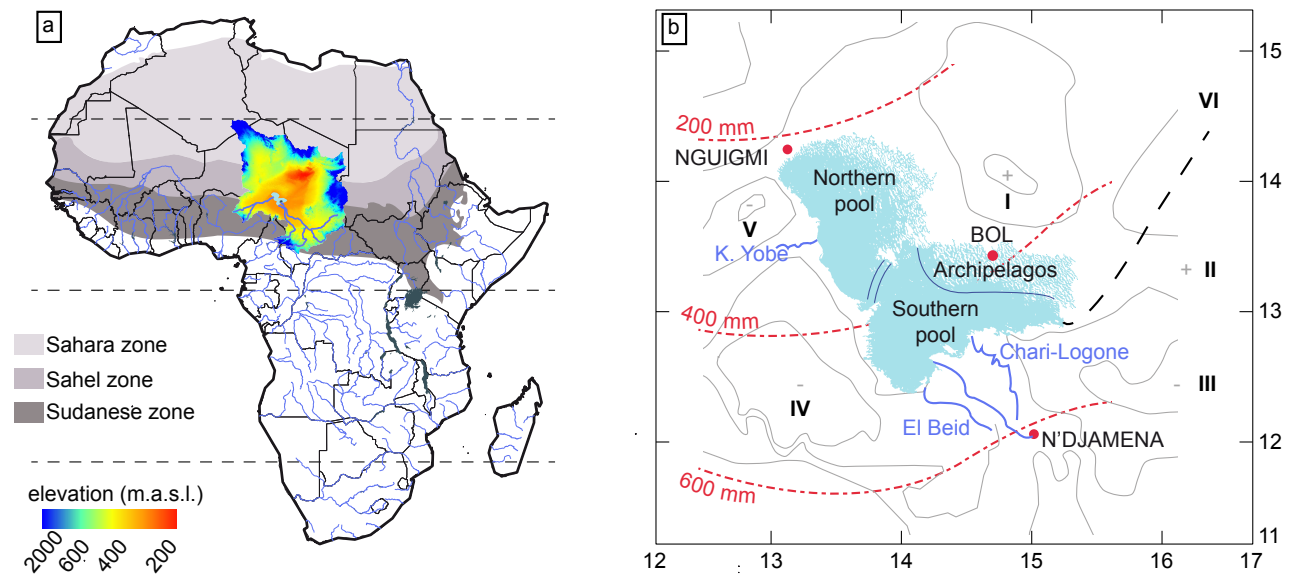 a
Sahara zone
Sahel zone
Sudanese zone
elevation (m.a.s.l.)
2000
600
400
200
b
15
14
13
12
11
12
13
14
15
16
17
200 mm
VI
NGUIGMI
Northern
pool
+
I
-
V
BOL
K. Yobe
Archipelagos
+ II
Southern
pool
400 mm
Chari-Logone
-
IV
- III
El Beid
N'DJAMENA
600 mm